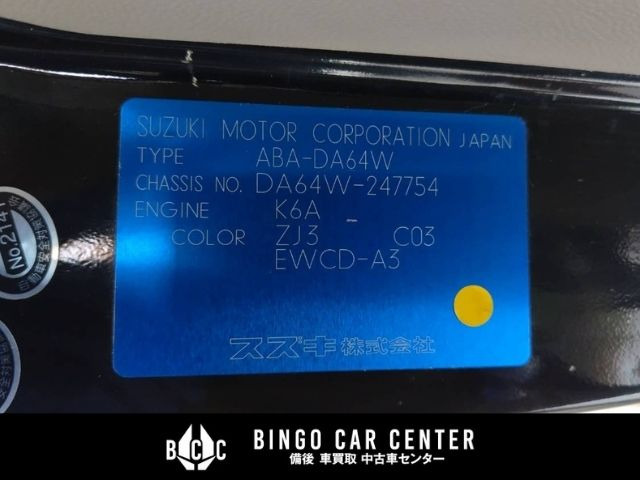 SUZUKI MOTOR CORPORATION JAPAN
TYPE ABA-DA64W
CHASSIS NO. DA64W-247754
ENGINE K6A
COLOR ZJ3 C03
EWCD-A3
スズキ株式会社
No.2141
BCC BINGO CAR CENTER
備後 車買取 中古車センター